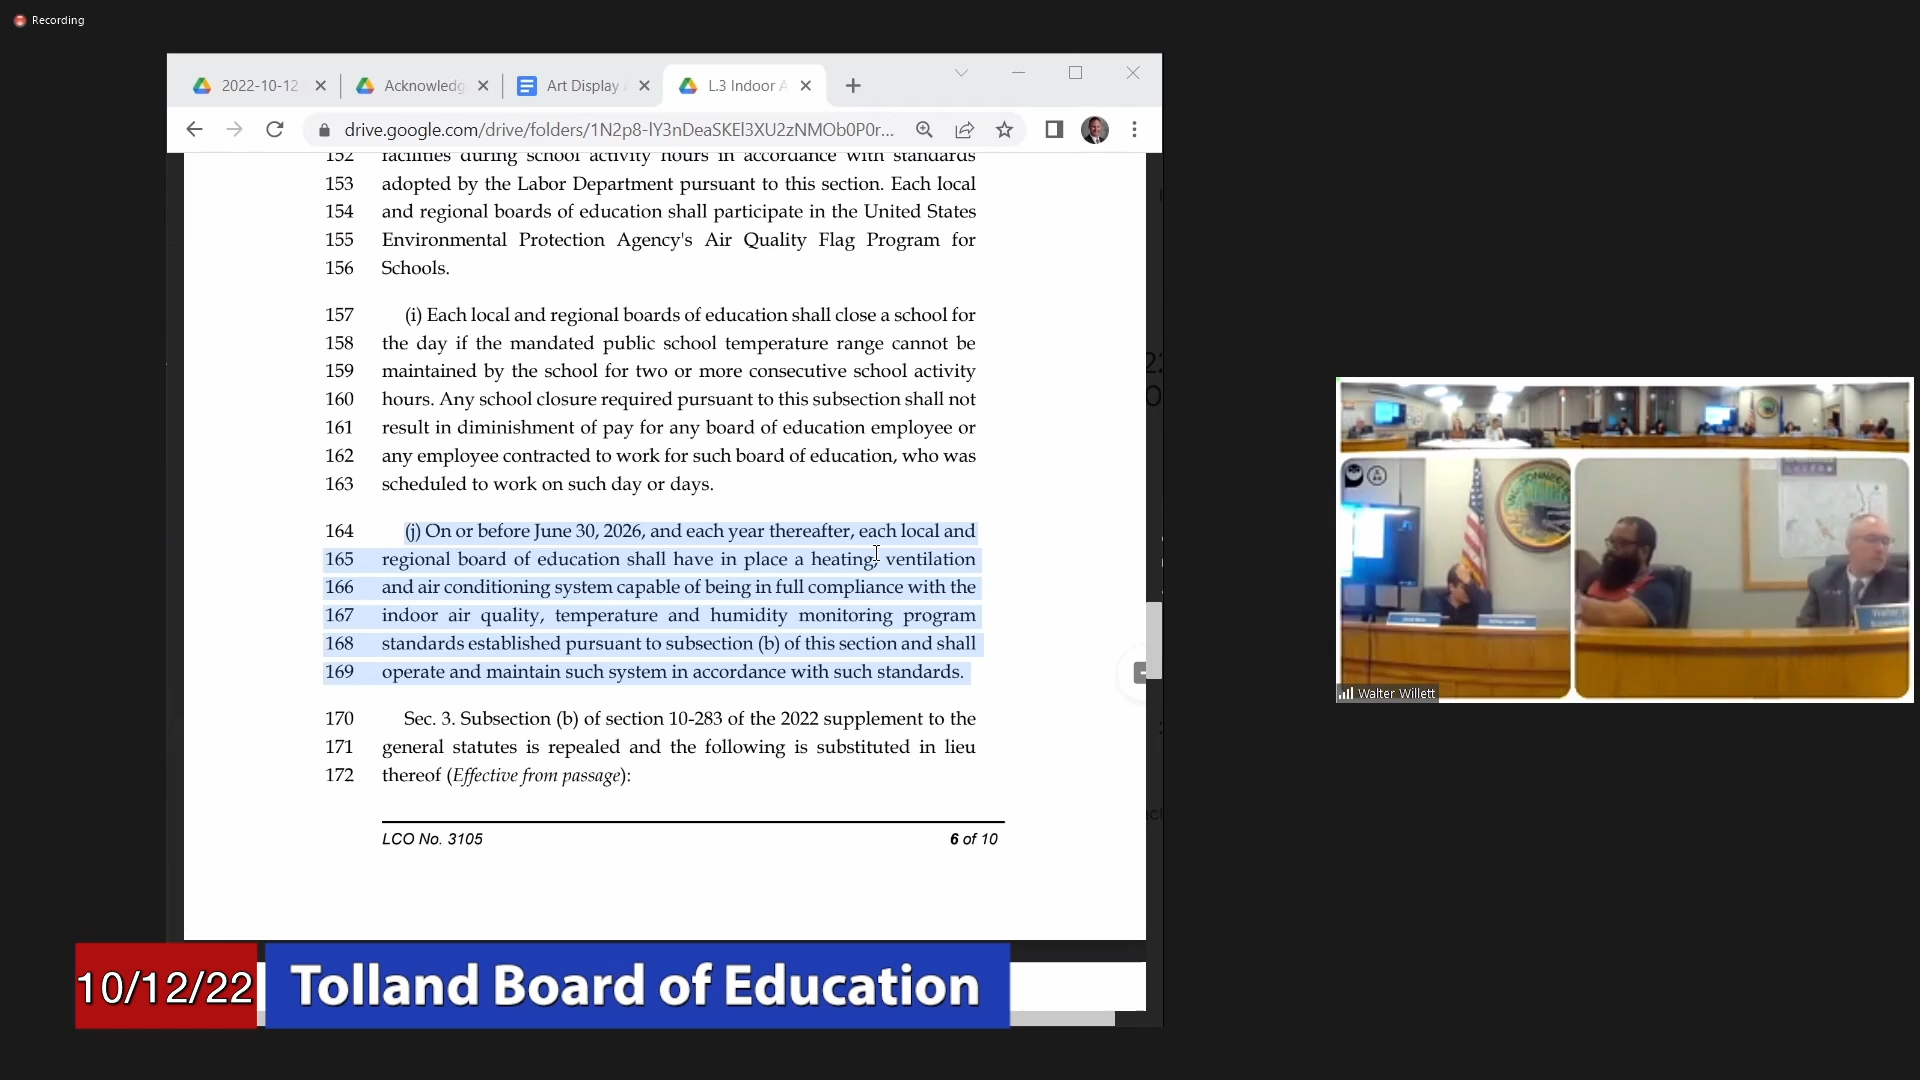 Recording
2022-10-12
Acknowledg
Art Display
L.3 Indoor A
drive.google.com/drive/folders/1N2p8-lY3nDeaSKEl3XU2zNMOb0P0r...
152 facilities during school activity hours in accordance with standards
153 adopted by the Labor Department pursuant to this section. Each local
154 and regional boards of education shall participate in the United States
155 Environmental Protection Agency's Air Quality Flag Program for
156 Schools.
157 (i) Each local and regional boards of education shall close a school for
158 the day if the mandated public school temperature range cannot be
159 maintained by the school for two or more consecutive school activity
160 hours. Any school closure required pursuant to this subsection shall not
161 result in diminishment of pay for any board of education employee or
162 any employee contracted to work for such board of education, who was
163 scheduled to work on such day or days.
164 (j) On or before June 30, 2026, and each year thereafter, each local and
165 regional board of education shall have in place a heating, ventilation
166 and air conditioning system capable of being in full compliance with the
167 indoor air quality, temperature and humidity monitoring program
168 standards established pursuant to subsection (b) of this section and shall
169 operate and maintain such system in accordance with such standards.
170 Sec. 3. Subsection (b) of section 10-283 of the 2022 supplement to the
171 general statutes is repealed and the following is substituted in lieu
172 thereof (Effective from passage):
LCO No. 3105 6 of 10
Walter Willett
10/12/22 Tolland Board of Education